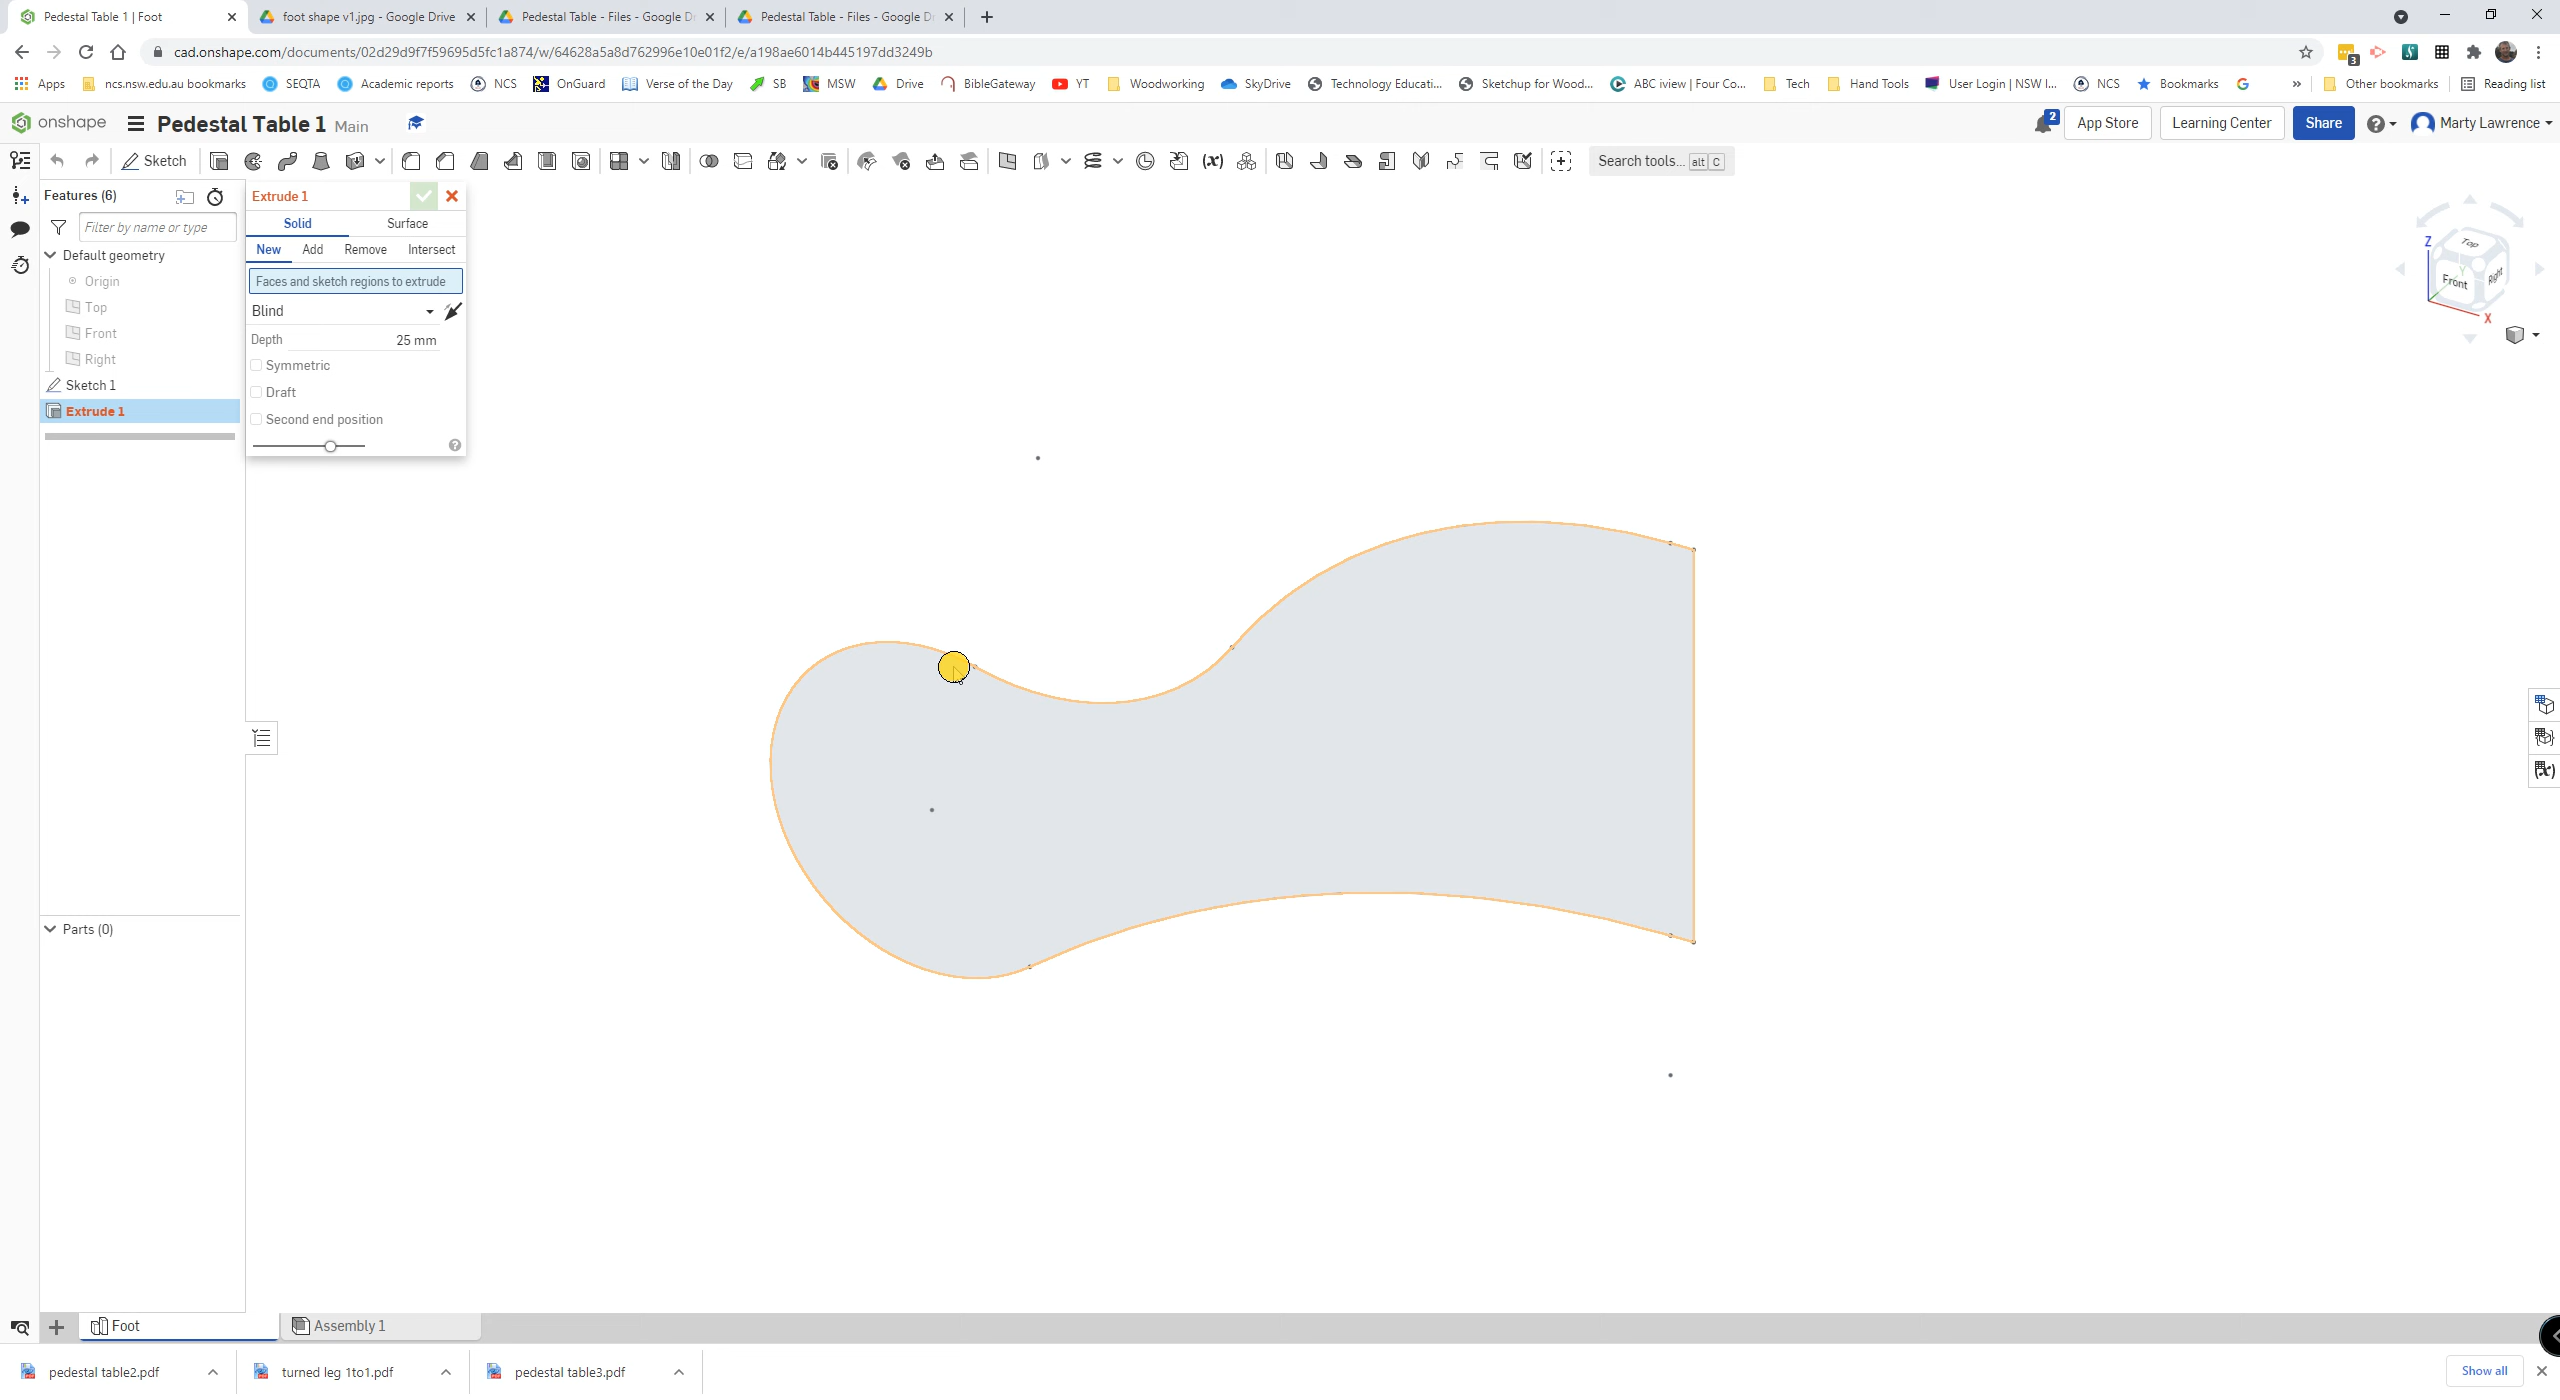 Pedestal Table 1 | Foot
foot shape v1.jpg - Google Drive
Pedestal Table - Files - Google D
Pedestal Table - Files - Google D
cad.onshape.com/documents/02d29d9f7f59695d5fc1a874/w/64628a5a8d762996e10e01f2/e/a198ae6014b445197dd3249b
3
Apps
ncs.nsw.edu.au bookmarks
SEQTA
Academic reports
NCS
OnGuard
Verse of the Day
SB
MSW
Drive
BibleGateway
YT
Woodworking
SkyDrive
Technology Educati...
Sketchup for Wood...
ABC iview | Four Co...
Tech
Hand Tools
User Login | NSW I...
NCS
Bookmarks
»
Other bookmarks
Reading list
onshape
Pedestal Table 1 Main
2
App Store
Learning Center
Share
Marty Lawrence
Sketch
(x)
Search tools... alt C
Features (6)
Filter by name or type
Default geometry
Origin
Top
Front
Right
Sketch 1
Extrude 1
Extrude 1
Solid
Surface
New
Add
Remove
Intersect
Faces and sketch regions to extrude
Blind
Depth
25 mm
Symmetric
Draft
Second end position
Top
Front
Right
Z
Y
X
(x)
Parts (0)
Foot
Assembly 1
pedestal table2.pdf
turned leg 1to1.pdf
pedestal table3.pdf
Show all